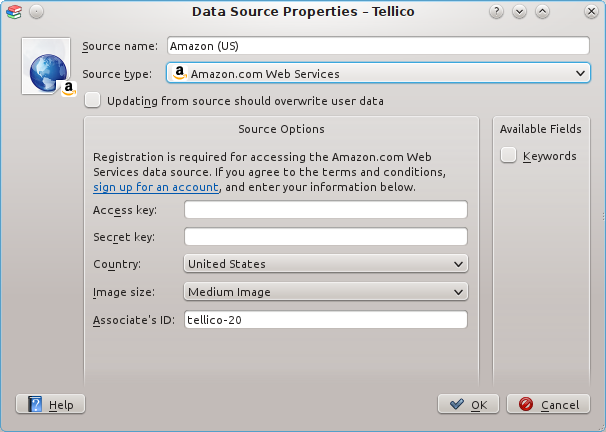 Data Source Properties – Tellico
Source name: Amazon (US)
Source type: Amazon.com Web Services
Updating from source should overwrite user data
Source Options
Registration is required for accessing the Amazon.com Web
Services data source. If you agree to the terms and conditions,
sign up for an account, and enter your information below.
Access key:
Secret key:
Country: United States
Image size: Medium Image
Associate's ID: tellico-20
Available Fields
Keywords
Help
OK
Cancel